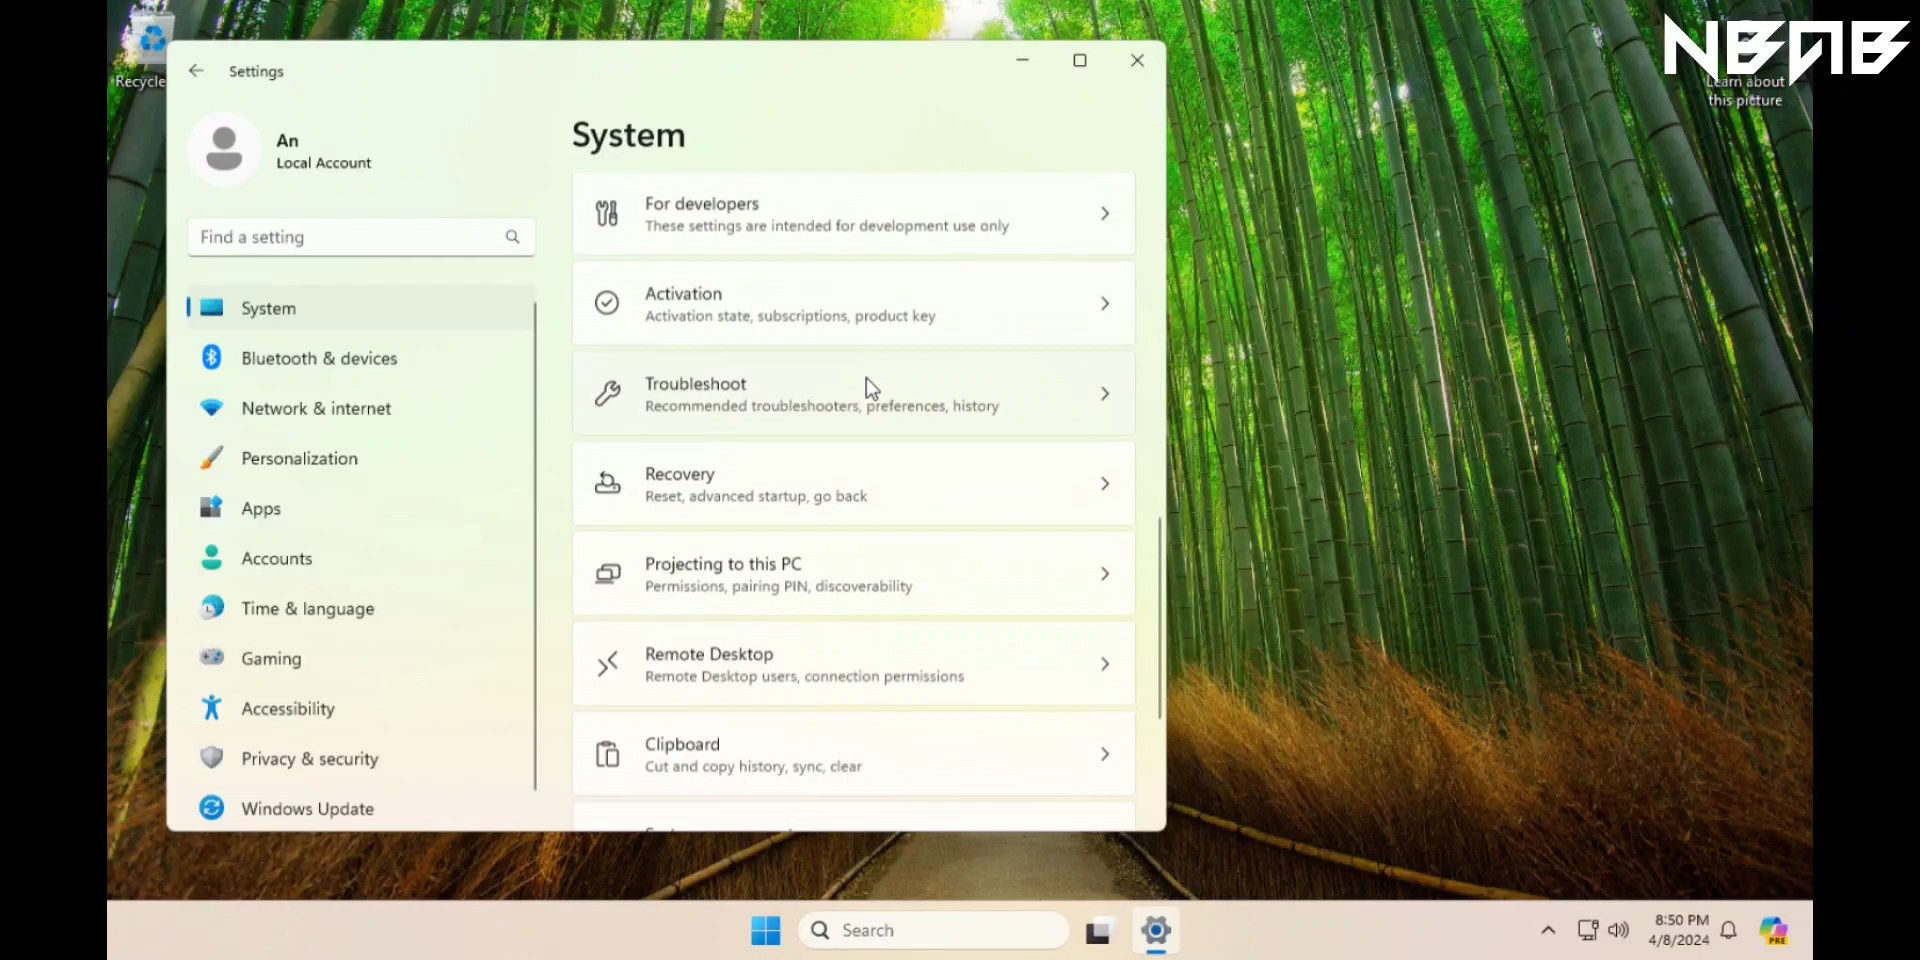 Recycle
Settings
NBAB
Learn about
this picture
An
Local Account
Find a setting
System
Bluetooth & devices
Network & internet
Personalization
Apps
Accounts
Time & language
Gaming
Accessibility
Privacy & security
Windows Update
System
For developers
These settings are intended for development use only
Activation
Activation state, subscriptions, product key
Troubleshoot
Recommended troubleshooters, preferences, history
Recovery
Reset, advanced startup, go back
Projecting to this PC
Permissions, pairing PIN, discoverability
Remote Desktop
Remote Desktop users, connection permissions
Clipboard
Cut and copy history, sync, clear
Search
8:50 PM
4/8/2024
PRE